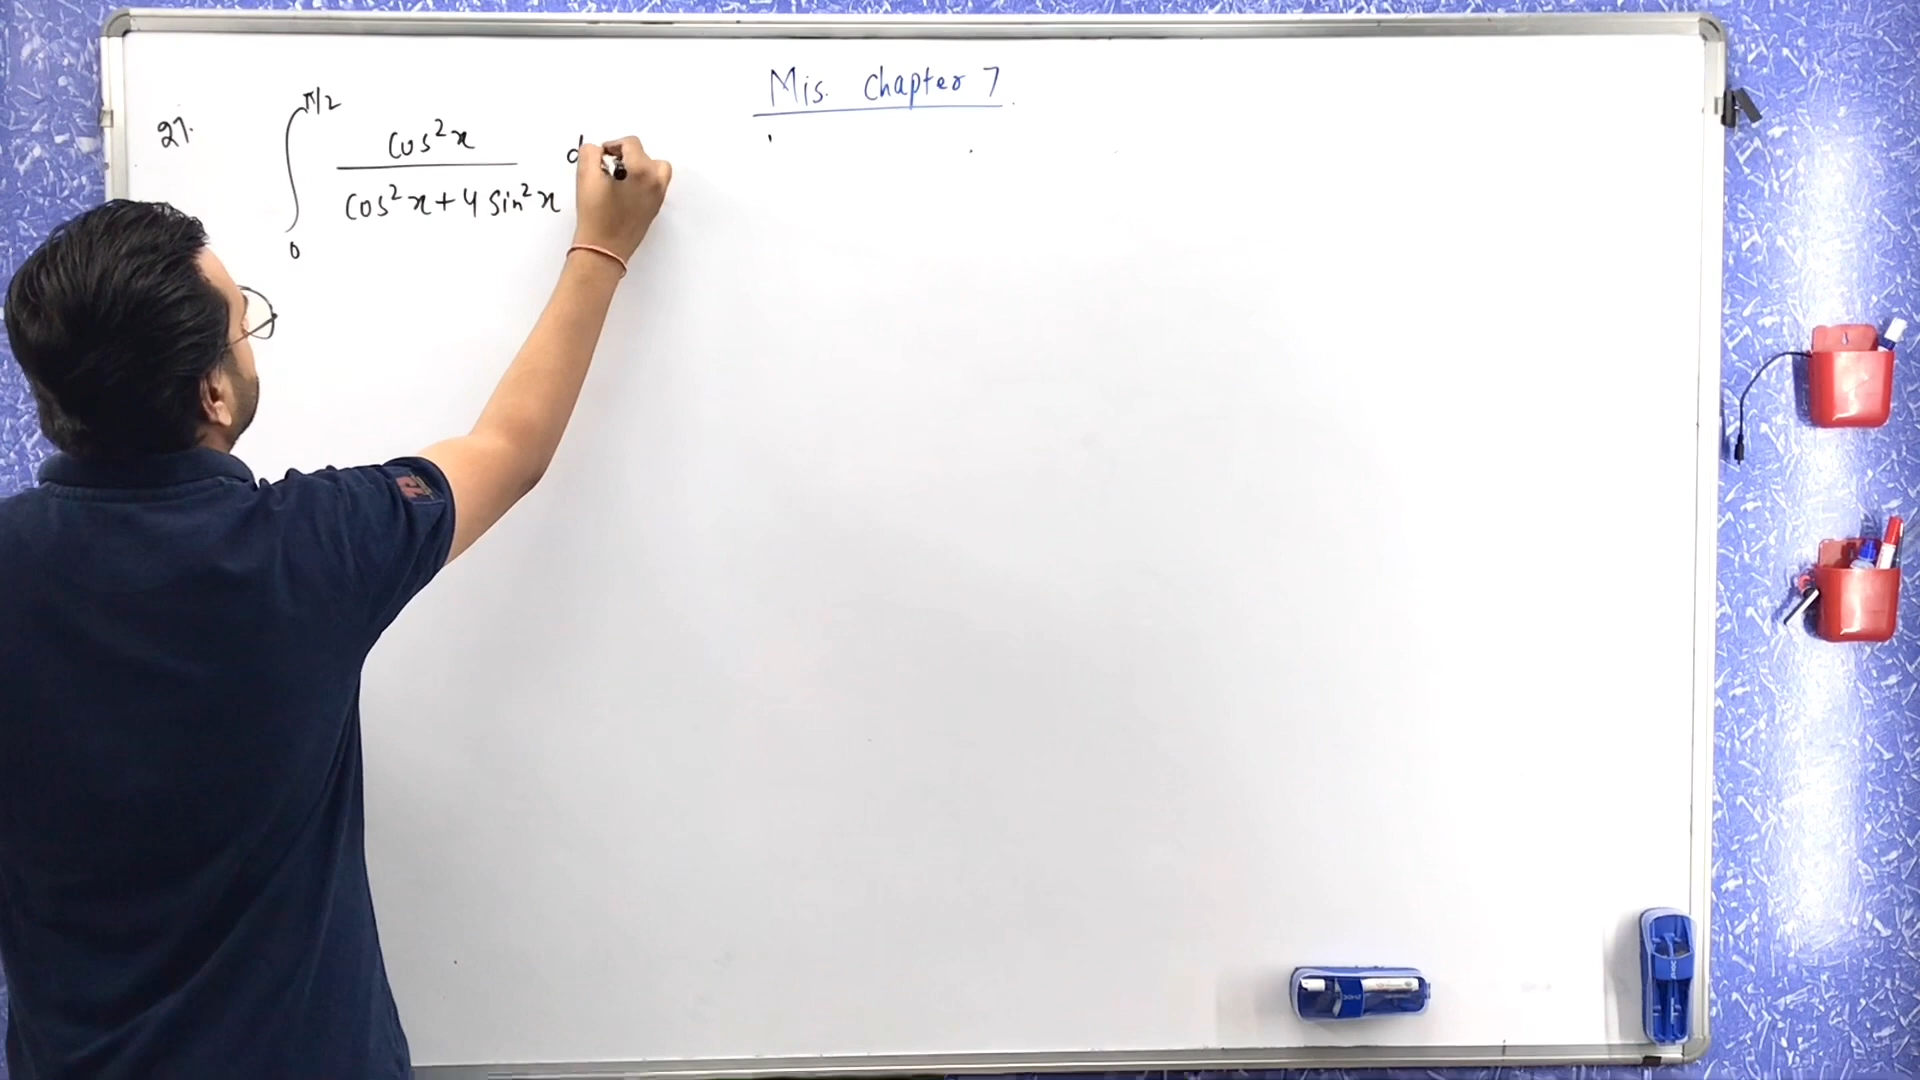 Mis. Chapter 7
27. ∫₀^π/2 cos²x / cos²x + 4 sin²x d